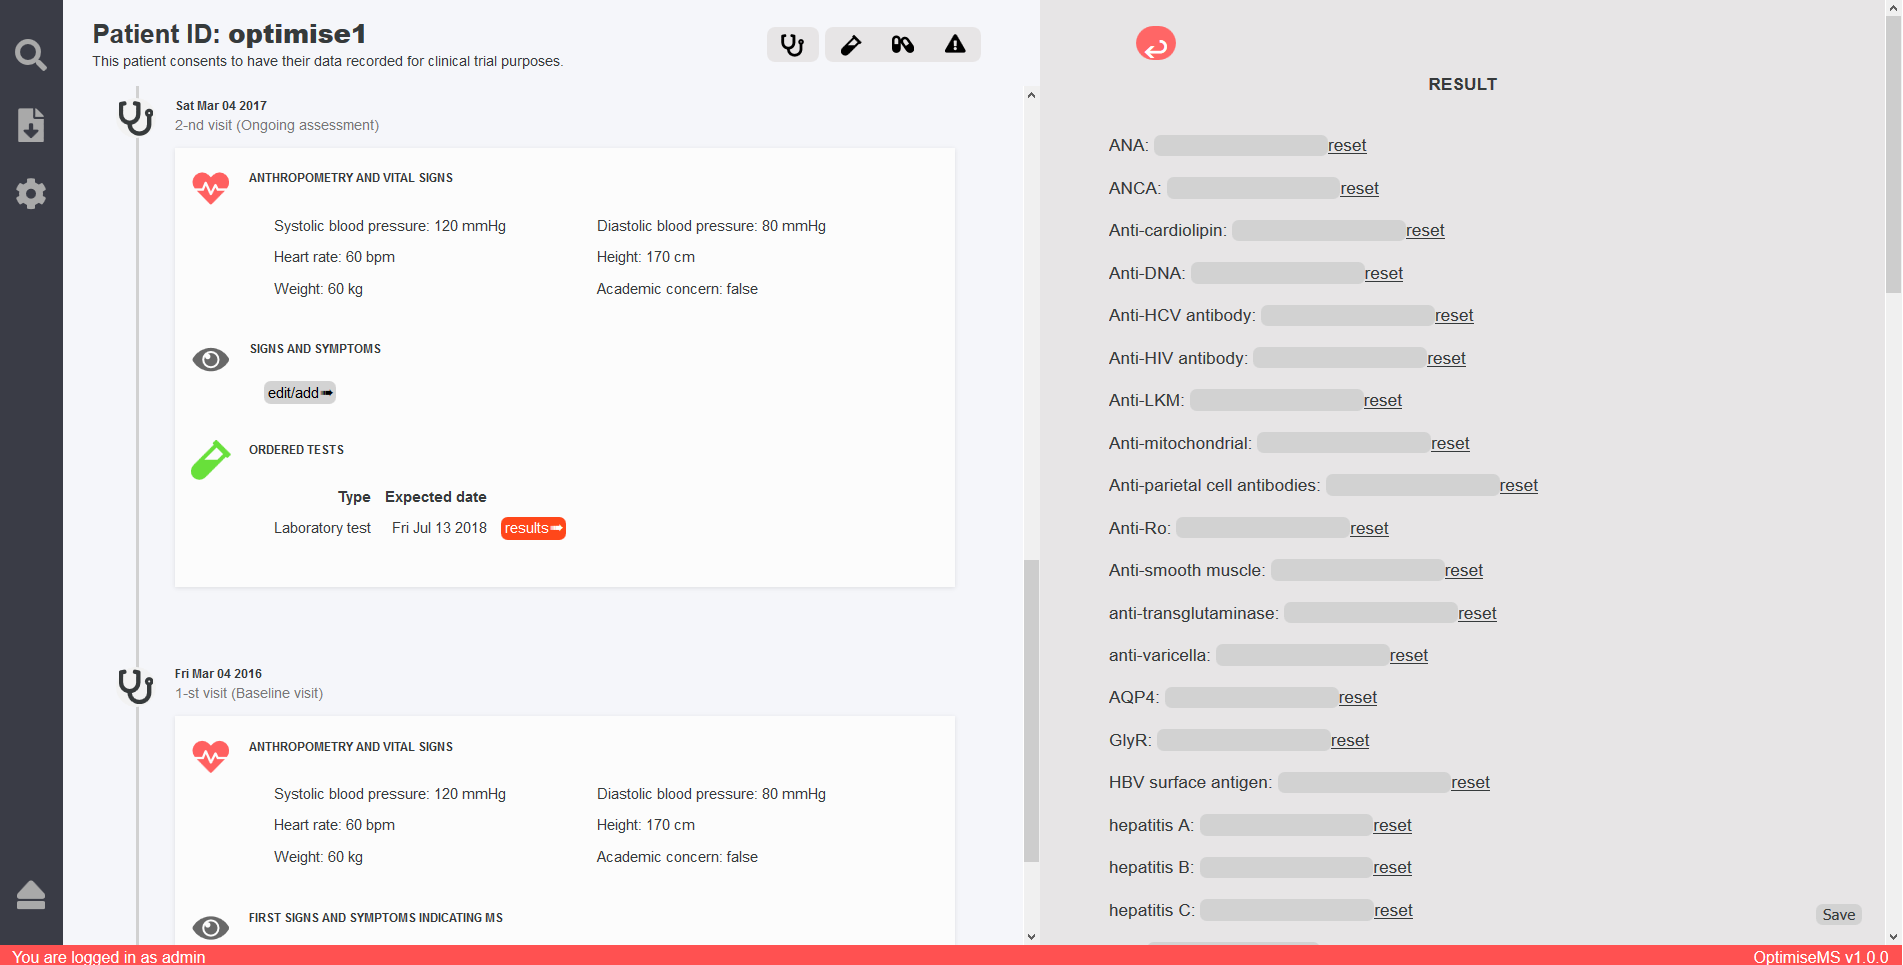 Patient ID: optimise1
This patient consents to have their data recorded for clinical trial purposes.
Sat Mar 04 2017
2-nd visit (Ongoing assessment)
ANTHROPOMETRY AND VITAL SIGNS
Systolic blood pressure: 120 mmHg
Diastolic blood pressure: 80 mmHg
Heart rate: 60 bpm
Height: 170 cm
Weight: 60 kg
Academic concern: false
SIGNS AND SYMPTOMS
edit/add
ORDERED TESTS
Type Expected date
Laboratory test Fri Jul 13 2018 results
Fri Mar 04 2016
1-st visit (Baseline visit)
ANTHROPOMETRY AND VITAL SIGNS
Systolic blood pressure: 120 mmHg
Diastolic blood pressure: 80 mmHg
Heart rate: 60 bpm
Height: 170 cm
Weight: 60 kg
Academic concern: false
FIRST SIGNS AND SYMPTOMS INDICATING MS
RESULT
ANA: reset
ANCA: reset
Anti-cardiolipin: reset
Anti-DNA: reset
Anti-HCV antibody: reset
Anti-HIV antibody: reset
Anti-LKM: reset
Anti-mitochondrial: reset
Anti-parietal cell antibodies: reset
Anti-Ro: reset
Anti-smooth muscle: reset
anti-transglutaminase: reset
anti-varicella: reset
AQP4: reset
GlyR: reset
HBV surface antigen: reset
hepatitis A: reset
hepatitis B: reset
hepatitis C: reset
Save
You are logged in as admin
OptimiseMS v1.0.0